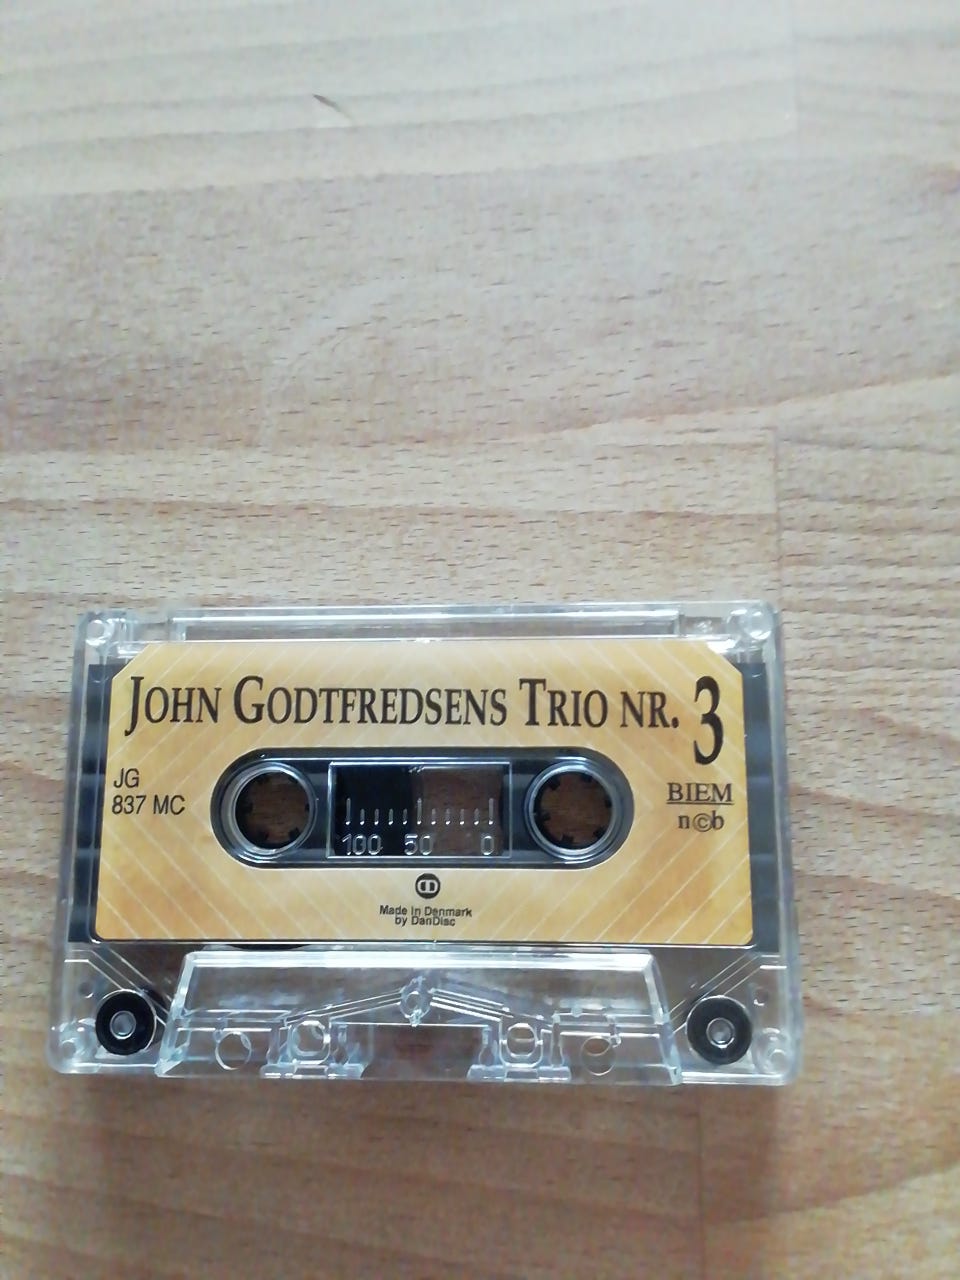 JOHN GODTFREDSENS TRIO NR. 3
JG
837 MC
BIEM
n©b
100 50 0
Made in Denmark
by DanDisc